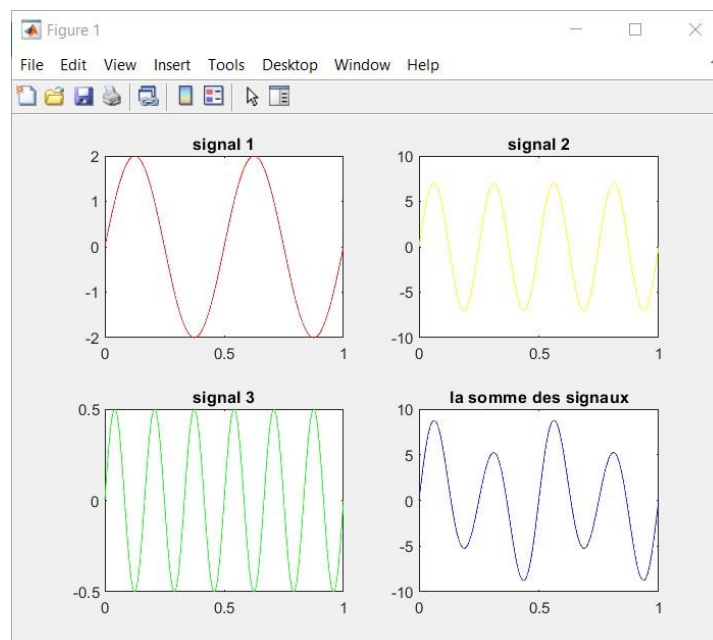 Figure 1
File Edit View Insert Tools Desktop Window Help
signal 1
2
1
0
-1
-2
0 0.5 1
signal 2
10
5
0
-5
-10
0 0.5 1
signal 3
0.5
0
-0.5
0 0.5 1
la somme des signaux
10
5
0
-5
-10
0 0.5 1